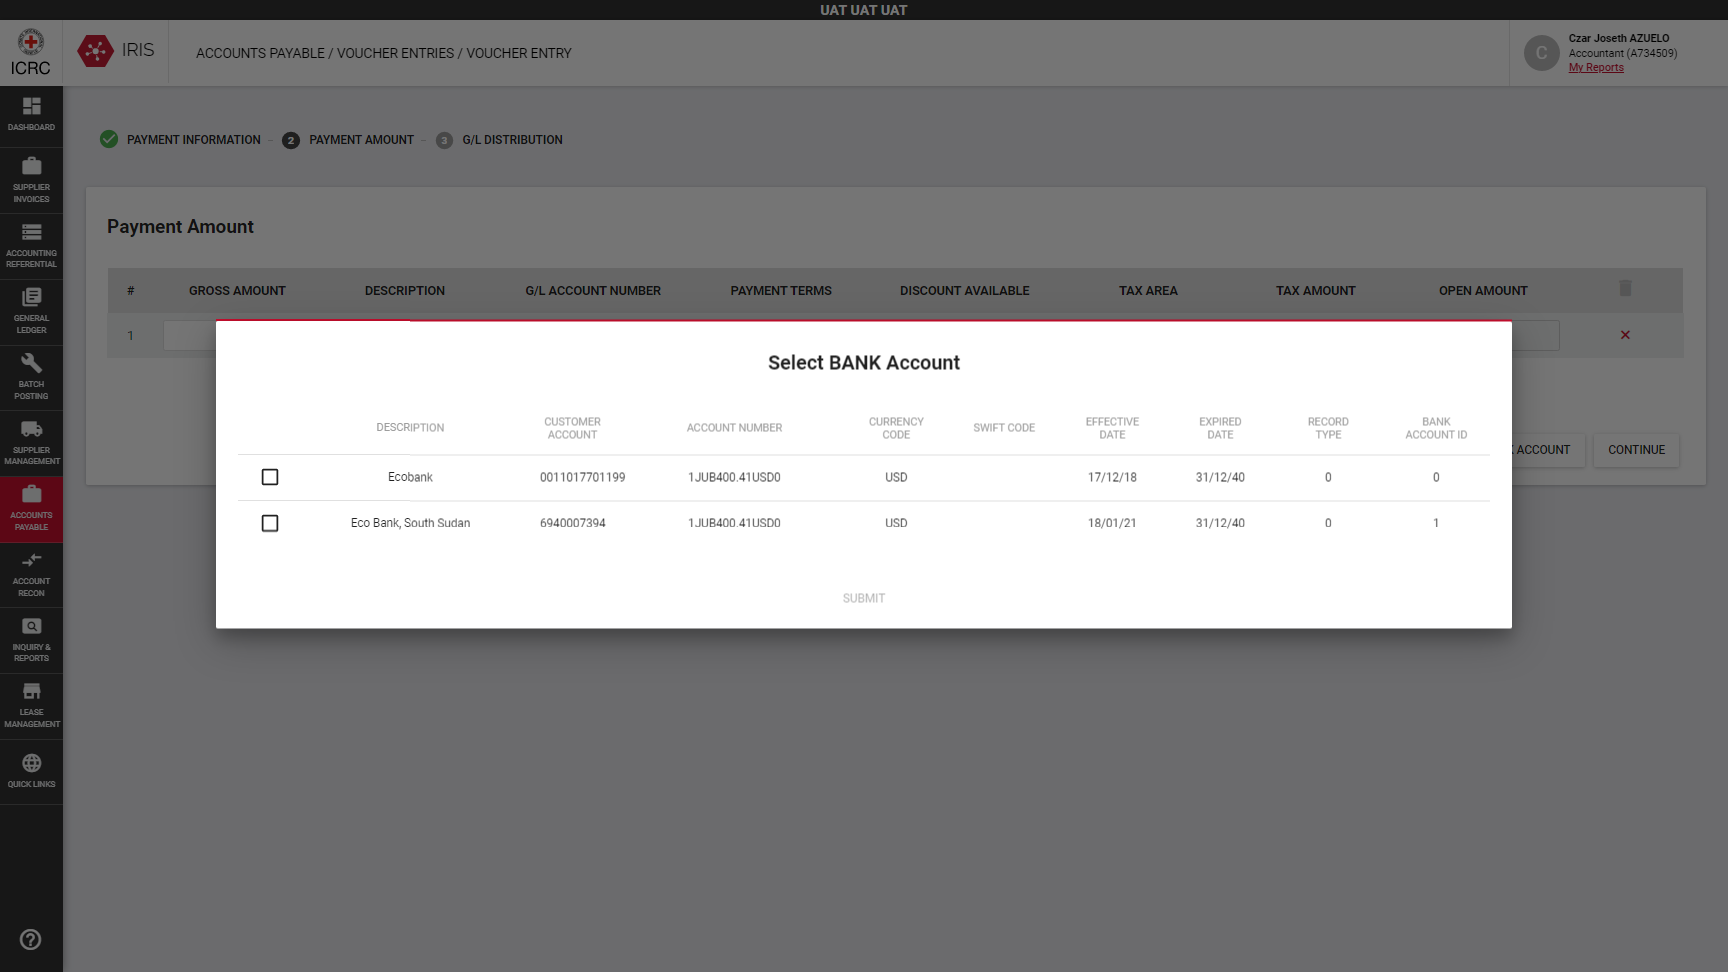 UAT UAT UAT
ICRC
IRIS
ACCOUNTS PAYABLE / VOUCHER ENTRIES / VOUCHER ENTRY
C
Czar Joseth AZUELO
Accountant (A734509)
My Reports
DASHBOARD
SUPPLIER
INVOICES
ACCOUNTING
REFERENTIAL
GENERAL
LEDGER
BATCH
POSTING
SUPPLIER
MANAGEMENT
ACCOUNTS
PAYABLE
ACCOUNT
RECON
INQUIRY &
REPORTS
LEASE
MANAGEMENT
QUICK LINKS
PAYMENT INFORMATION - 2 PAYMENT AMOUNT - 3 G/L DISTRIBUTION
Payment Amount
# GROSS AMOUNT DESCRIPTION G/L ACCOUNT NUMBER PAYMENT TERMS DISCOUNT AVAILABLE TAX AREA TAX AMOUNT OPEN AMOUNT
1
Select BANK Account
DESCRIPTION CUSTOMER ACCOUNT ACCOUNT NUMBER CURRENCY CODE SWIFT CODE EFFECTIVE DATE EXPIRED DATE RECORD TYPE BANK ACCOUNT ID
Ecobank 0011017701199 1JUB400.41USD0 USD 17/12/18 31/12/40 0 0
Eco Bank, South Sudan 6940007394 1JUB400.41USD0 USD 18/01/21 31/12/40 0 1
SUBMIT
ACCOUNT
CONTINUE